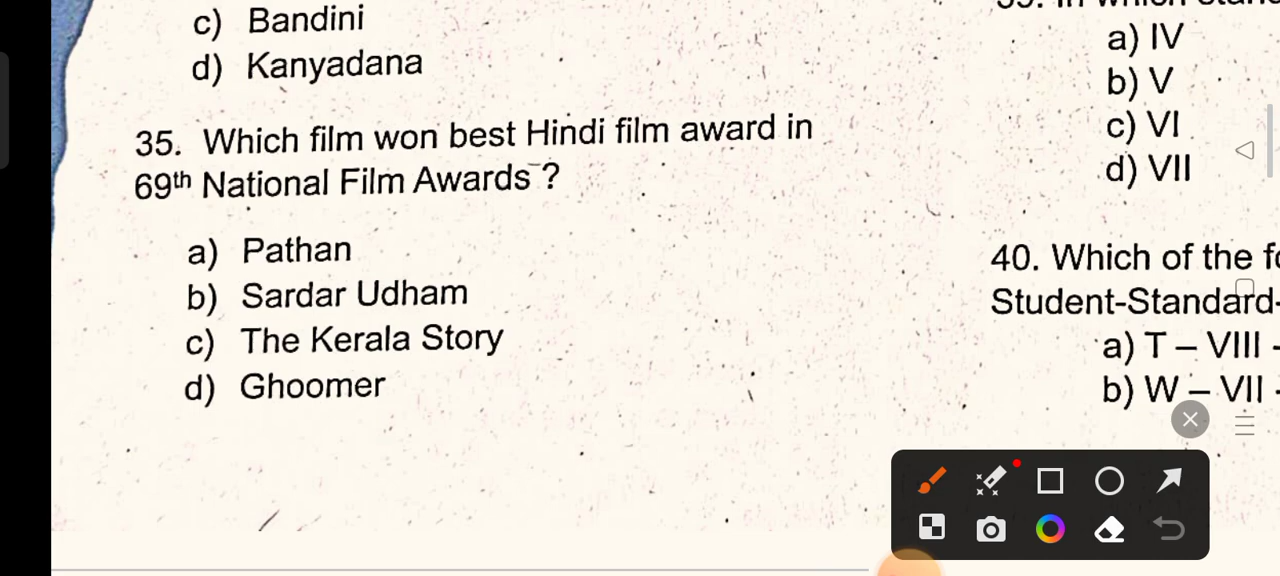 c) Bandini
d) Kanyadana
35. Which film won best Hindi film award in
69th National Film Awards ?
a) Pathan
b) Sardar Udham
c) The Kerala Story
d) Ghoomer
a) IV
b) V
c) VI
d) VII
40. Which of the
Student-Standard-
a) T – VIII -
b) W – VII -